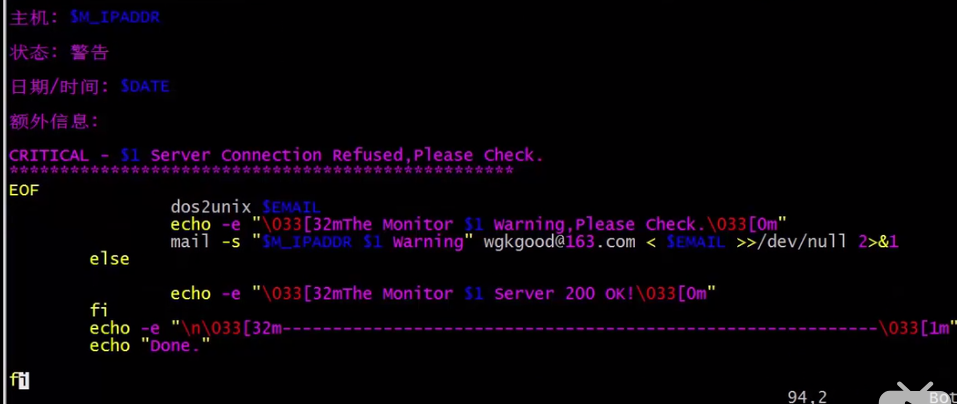 主机: $M_IPADDR
状态: 警告
日期/时间: $DATE
额外信息:
CRITICAL - $1 Server Connection Refused,Please Check.
**************************************************
EOF
dos2unix $EMAIL
echo -e "\033[32mThe Monitor $1 Warning,Please Check.\033[0m"
mail -s "$M_IPADDR $1 Warning" wgkgood@163.com < $EMAIL >>/dev/null 2>&1
else
echo -e "\033[32mThe Monitor $1 Server 200 OK!\033[0m"
fi
echo -e "\n\033[32m-----------------------------------------------------------\033[1m"
echo "Done."
fi
94,2 Bot